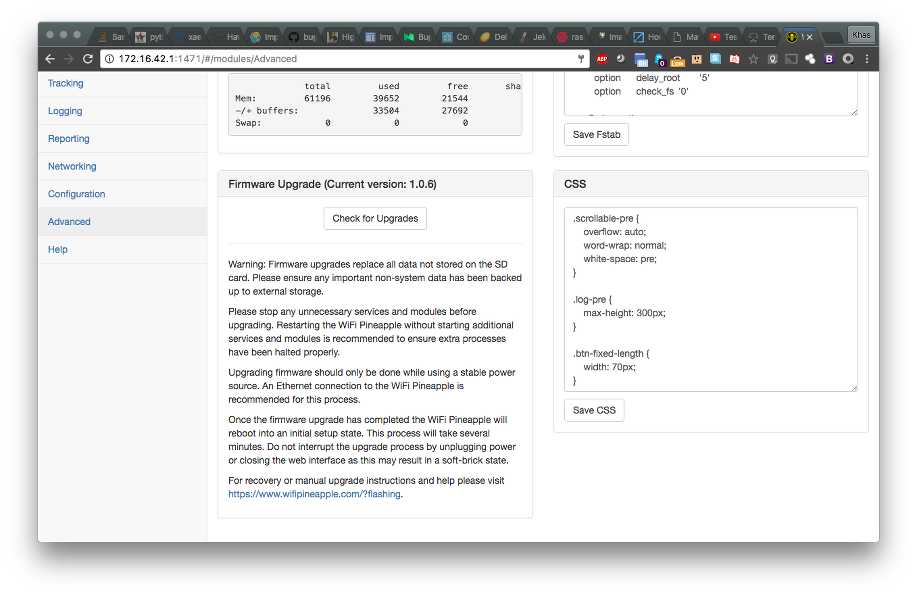 Sar
pytl
xae
Hav
Imp
bug
Hig
Imp
Bug
Cor
Del
Jek
ras
Ima
How
Ma
Tes
Ter
Khas
172.16.42.1:1471/#/modules/Advanced
ABP
Low
B
Tracking
Logging
Reporting
Networking
Configuration
Advanced
Help
total used free sha
Mem: 61196 39652 21544
-/+ buffers: 33504 27692
Swap: 0 0 0
option delay_root '5'
option check_fs '0'
Save Fstab
Firmware Upgrade (Current version: 1.0.6)
Check for Upgrades
Warning: Firmware upgrades replace all data not stored on the SD
card. Please ensure any important non-system data has been backed
up to external storage.
Please stop any unnecessary services and modules before
upgrading. Restarting the WiFi Pineapple without starting additional
services and modules is recommended to ensure extra processes
have been halted properly.
Upgrading firmware should only be done while using a stable power
source. An Ethernet connection to the WiFi Pineapple is
recommended for this process.
Once the firmware upgrade has completed the WiFi Pineapple will
reboot into an initial setup state. This process will take several
minutes. Do not interrupt the upgrade process by unplugging power
or closing the web interface as this may result in a soft-brick state.
For recovery or manual upgrade instructions and help please visit
https://www.wifipineapple.com/?flashing.
CSS
.scrollable-pre {
overflow: auto;
word-wrap: normal;
white-space: pre;
}
.log-pre {
max-height: 300px;
}
.btn-fixed-length {
width: 70px;
}
Save CSS